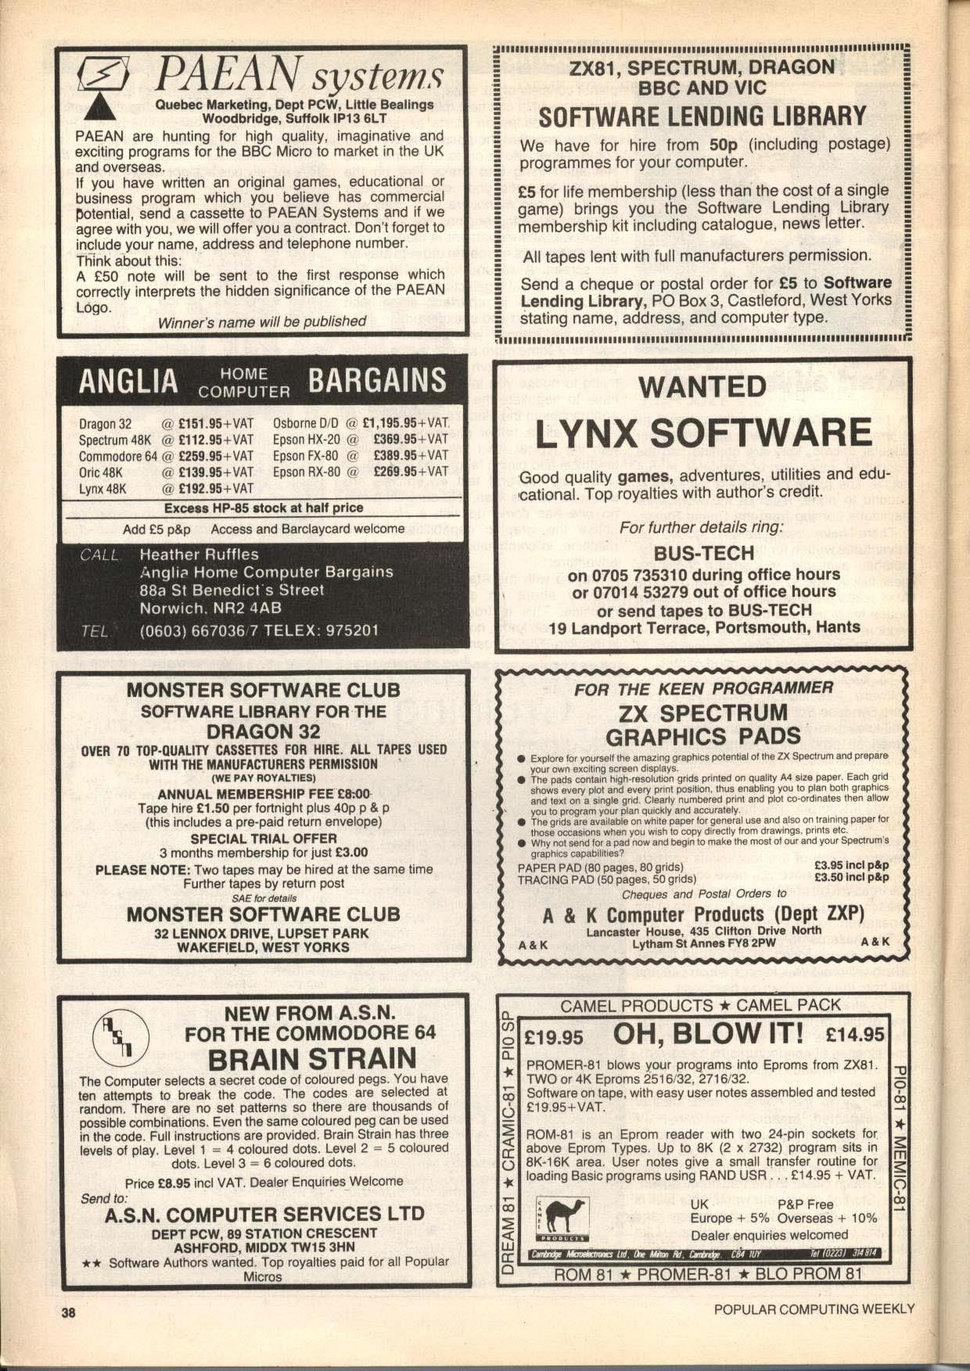 PAEAN systems
Quebec Marketing, Dept PCW, Little Bealings
Woodbridge, Suffolk IP13 6LT
PAEAN are hunting for high quality, imaginative and
exciting programs for the BBC Micro to market in the UK
and overseas.
If you have written an original games, educational or
business program which you believe has commercial
potential, send a cassette to PAEAN Systems and if we
agree with you, we will offer you a contract. Don't forget to
include your name, address and telephone number.
Think about this:
A £50 note will be sent to the first response which
correctly interprets the hidden significance of the PAEAN
Logo.
Winner's name will be published
ZX81, SPECTRUM, DRAGON
BBC AND VIC
SOFTWARE LENDING LIBRARY
We have for hire from 50p (including postage)
programmes for your computer.
£5 for life membership (less than the cost of a single
game) brings you the Software Lending Library
membership kit including catalogue, news letter.
All tapes lent with full manufacturers permission.
Send a cheque or postal order for £5 to Software
Lending Library, PO Box 3, Castleford, West Yorks
stating name, address, and computer type.
ANGLIA HOME COMPUTER BARGAINS
Dragon 32 @ £151.95+VAT Osborne D/D @ £1,195.95+VAT
Spectrum 48K @ £112.95+VAT Epson HX-20 @ £369.95+VAT
Commodore 64 @ £259.95+VAT Epson FX-80 @ £389.95+VAT
Oric 48K @ £139.95+VAT Epson RX-80 @ £269.95+VAT
Lynx 48K @ £192.95+VAT
Excess HP-85 stock at half price
Add £5 p&p Access and Barclaycard welcome
CALL Heather Ruffles
Anglia Home Computer Bargains
88a St Benedict's Street
Norwich, NR2 4AB
TEL (0603) 667036/7 TELEX: 975201
WANTED
LYNX SOFTWARE
Good quality games, adventures, utilities and edu-
cational. Top royalties with author's credit.
For further details ring:
BUS-TECH
on 0705 735310 during office hours
or 07014 53279 out of office hours
or send tapes to BUS-TECH
19 Landport Terrace, Portsmouth, Hants
MONSTER SOFTWARE CLUB
SOFTWARE LIBRARY FOR THE
DRAGON 32
OVER 70 TOP-QUALITY CASSETTES FOR HIRE. ALL TAPES USED
WITH THE MANUFACTURERS PERMISSION
(WE PAY ROYALTIES)
ANNUAL MEMBERSHIP FEE £8.00
Tape hire £1.50 per fortnight plus 40p p & p
(this includes a pre-paid return envelope)
SPECIAL TRIAL OFFER
3 months membership for just £3.00
PLEASE NOTE: Two tapes may be hired at the same time
Further tapes by return post
SAE for details
MONSTER SOFTWARE CLUB
32 LENNOX DRIVE, LUPSET PARK
WAKEFIELD, WEST YORKS
FOR THE KEEN PROGRAMMER
ZX SPECTRUM
GRAPHICS PADS
● Explore for yourself the amazing graphics potential of the ZX Spectrum and prepare
your own exciting screen displays.
● The pads contain high-resolution grids printed on quality A4 size paper. Each grid
shows every plot and every print position, thus enabling you to plan both graphics
and text on a single grid. Clearly numbered print and plot co-ordinates then allow
you to program your plan quickly and accurately.
● The grids are available on white paper for general use and also on training paper for
those occasions when you wish to copy directly from drawings, prints etc.
● Why not send for a pad now and begin to make the most of our and your Spectrum's
graphics capabilities?
PAPER PAD (80 pages, 80 grids) £3.95 incl p&p
TRACING PAD (50 pages, 50 grids) £3.50 incl p&p
Cheques and Postal Orders to
A & K Computer Products (Dept ZXP)
Lancaster House, 435 Clifton Drive North
A & K Lytham St Annes FY8 2PW A & K
ASN
NEW FROM A.S.N.
FOR THE COMMODORE 64
BRAIN STRAIN
The Computer selects a secret code of coloured pegs. You have
ten attempts to break the code. The codes are selected at
random. There are no set patterns so there are thousands of
possible combinations. Even the same coloured peg can be used
in the code. Full instructions are provided. Brain Strain has three
levels of play. Level 1 = 4 coloured dots. Level 2 = 5 coloured
dots. Level 3 = 6 coloured dots.
Price £8.95 incl VAT. Dealer Enquiries Welcome
Send to:
A.S.N. COMPUTER SERVICES LTD
DEPT PCW, 89 STATION CRESCENT
ASHFORD, MIDDX TW15 3HN
★★ Software Authors wanted. Top royalties paid for all Popular
Micros
CAMEL PRODUCTS ★ CAMEL PACK
DREAM 81 ★ CRAMIC-81 ★ PIO SP
£19.95 OH, BLOW IT! £14.95
PROMER-81 blows your programs into Eproms from ZX81.
TWO or 4K Eproms 2516/32, 2716/32.
Software on tape, with easy user notes assembled and tested
£19.95+VAT.
ROM-81 is an Eprom reader with two 24-pin sockets for
above Eprom Types. Up to 8K (2 x 2732) program sits in
8K-16K area. User notes give a small transfer routine for
loading Basic programs using RAND USR . . . £14.95 + VAT.
CAMEL PRODUCTS
UK P&P Free
Europe + 5% Overseas + 10%
Dealer enquiries welcomed
Cambridge Microelectronics Ltd, One Milton Rd, Cambridge, CB4 1UY Tel (0223) 314814
PIO-81 ★ MEMIC-81
ROM 81 ★ PROMER-81 ★ BLO PROM 81
38
POPULAR COMPUTING WEEKLY